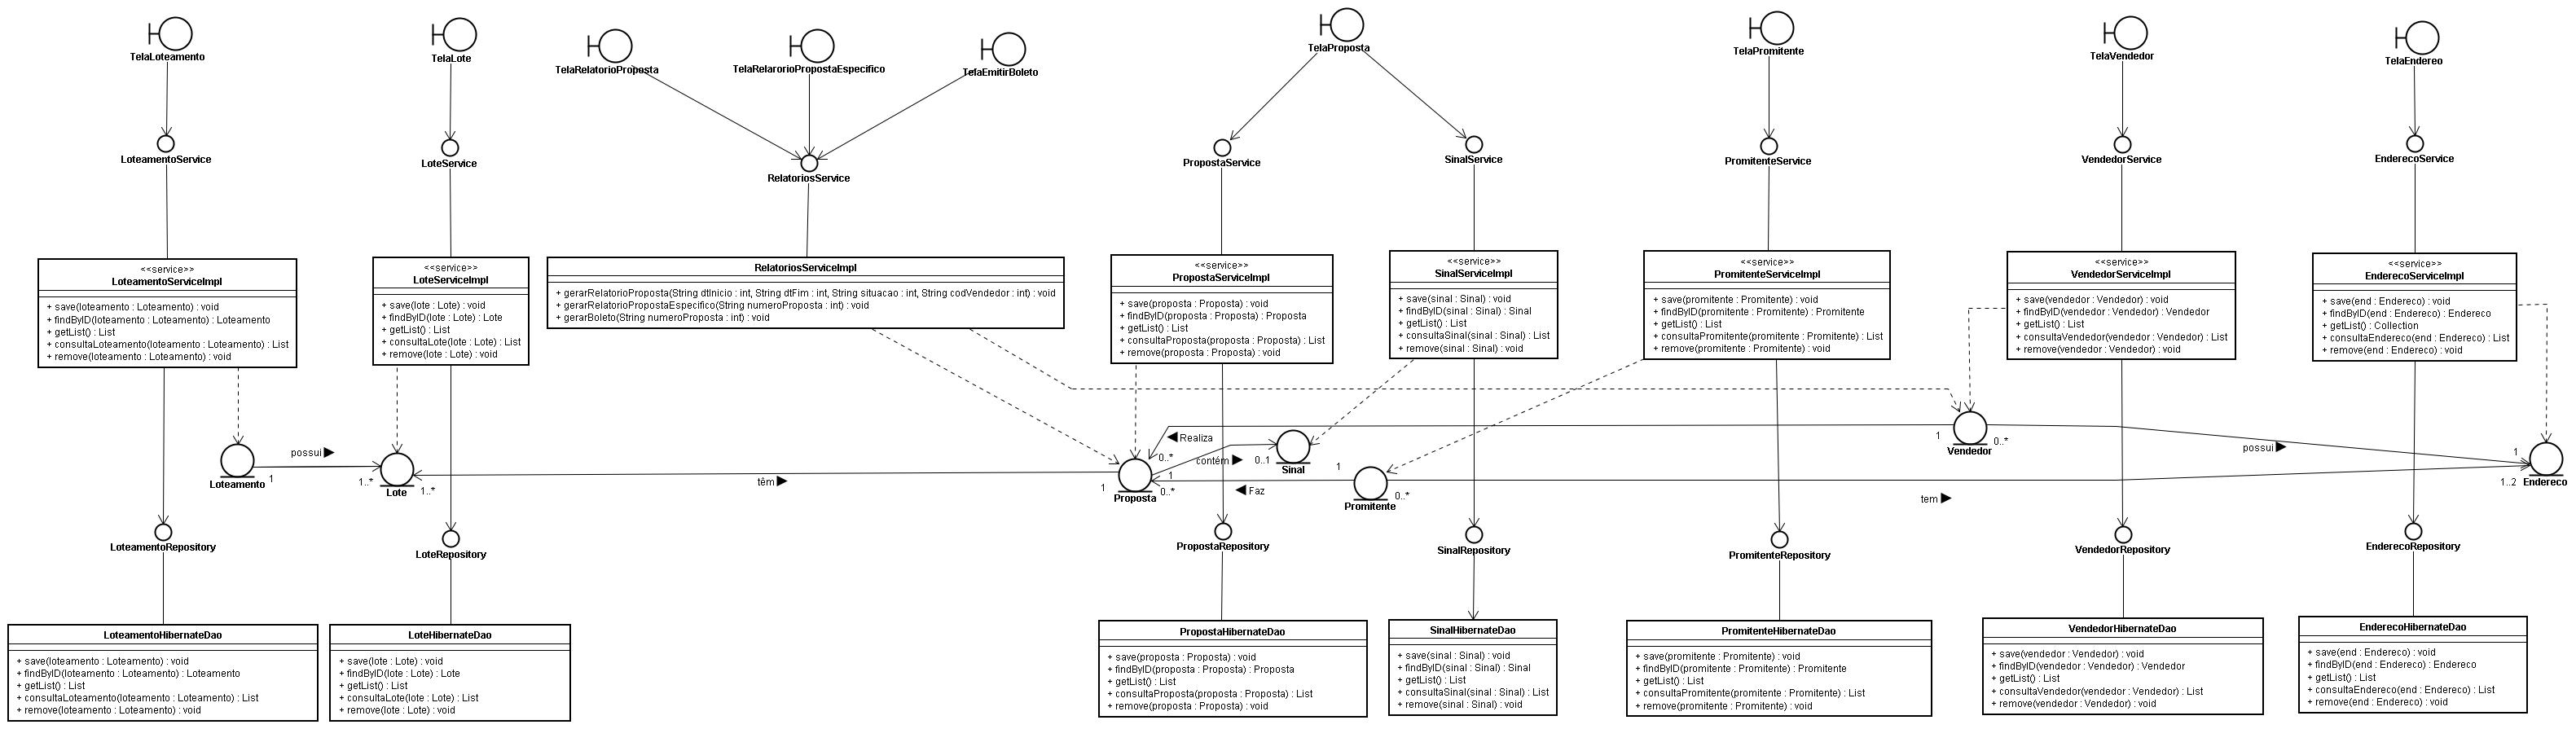 TelaLoteamento
TelaLote
TelaRelatorioProposta
TelaRelarorioPropostaEspecifico
TelaEmitirBoleto
TelaProposta
TelaPromitente
TelaVendedor
TelaEndereo
LoteamentoService
LoteService
RelatoriosService
PropostaService
SinalService
PromitenteService
VendedorService
EnderecoService
<<service>>
LoteamentoServiceImpl
+ save(loteamento : Loteamento) : void
+ findByID(loteamento : Loteamento) : Loteamento
+ getList() : List
+ consultaLoteamento(loteamento : Loteamento) : List
+ remove(loteamento : Loteamento) : void
<<service>>
LoteServiceImpl
+ save(lote : Lote) : void
+ findByID(lote : Lote) : Lote
+ getList() : List
+ consultaLote(lote : Lote) : List
+ remove(lote : Lote) : void
RelatoriosServiceImpl
+ gerarRelatorioProposta(String dtInicio : int, String dtFim : int, String situacao : int, String codVendedor : int) : void
+ gerarRelatorioPropostaEspecifico(String numeroProposta : int) : void
+ gerarBoleto(String numeroProposta : int) : void
<<service>>
PropostaServiceImpl
+ save(proposta : Proposta) : void
+ findByID(proposta : Proposta) : Proposta
+ getList() : List
+ consultaProposta(proposta : Proposta) : List
+ remove(proposta : Proposta) : void
<<service>>
SinalServiceImpl
+ save(sinal : Sinal) : void
+ findByID(sinal : Sinal) : Sinal
+ getList() : List
+ consultaSinal(sinal : Sinal) : List
+ remove(sinal : Sinal) : void
<<service>>
PromitenteServiceImpl
+ save(promitente : Promitente) : void
+ findByID(promitente : Promitente) : Promitente
+ getList() : List
+ consultaPromitente(promitente : Promitente) : List
+ remove(promitente : Promitente) : void
<<service>>
VendedorServiceImpl
+ save(vendedor : Vendedor) : void
+ findByID(vendedor : Vendedor) : Vendedor
+ getList() : List
+ consultaVendedor(vendedor : Vendedor) : List
+ remove(vendedor : Vendedor) : void
<<service>>
EnderecoServiceImpl
+ save(end : Endereco) : void
+ findByID(end : Endereco) : Endereco
+ getList() : Collection
+ consultaEndereco(end : Endereco) : List
+ remove(end : Endereco) : void
possui
1
1..*
Loteamento
Lote
1..*
têm
1
Proposta
0..*
0..*
Realiza
contém
1
0..1
Sinal
Faz
1
Promitente
0..*
1
0..*
Vendedor
possui
1
tem
1..2
Endereco
LoteamentoRepository
LoteRepository
PropostaRepository
SinalRepository
PromitenteRepository
VendedorRepository
EnderecoRepository
LoteamentoHibernateDao
+ save(loteamento : Loteamento) : void
+ findByID(loteamento : Loteamento) : Loteamento
+ getList() : List
+ consultaLoteamento(loteamento : Loteamento) : List
+ remove(loteamento : Loteamento) : void
LoteHibernateDao
+ save(lote : Lote) : void
+ findByID(lote : Lote) : Lote
+ getList() : List
+ consultaLote(lote : Lote) : List
+ remove(lote : Lote) : void
PropostaHibernateDao
+ save(proposta : Proposta) : void
+ findByID(proposta : Proposta) : Proposta
+ getList() : List
+ consultaProposta(proposta : Proposta) : List
+ remove(proposta : Proposta) : void
SinalHibernateDao
+ save(sinal : Sinal) : void
+ findByID(sinal : Sinal) : Sinal
+ getList() : List
+ consultaSinal(sinal : Sinal) : List
+ remove(sinal : Sinal) : void
PromitenteHibernateDao
+ save(promitente : Promitente) : void
+ findByID(promitente : Promitente) : Promitente
+ getList() : List
+ consultaPromitente(promitente : Promitente) : List
+ remove(promitente : Promitente) : void
VendedorHibernateDao
+ save(vendedor : Vendedor) : void
+ findByID(vendedor : Vendedor) : Vendedor
+ getList() : List
+ consultaVendedor(vendedor : Vendedor) : List
+ remove(vendedor : Vendedor) : void
EnderecoHibernateDao
+ save(end : Endereco) : void
+ findByID(end : Endereco) : Endereco
+ getList() : List
+ consultaEndereco(end : Endereco) : List
+ remove(end : Endereco) : void